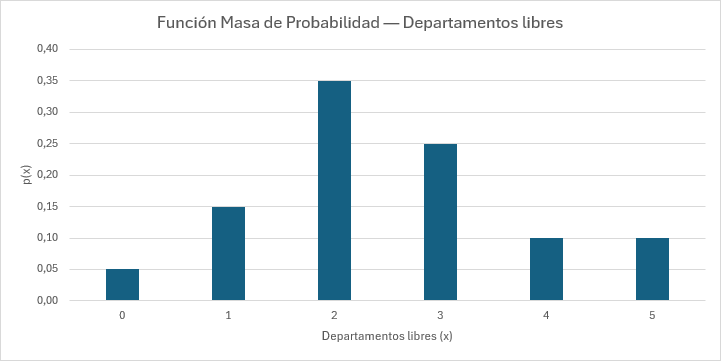 Función Masa de Probabilidad — Departamentos libres
0,40
0,35
0,30
0,25
0,20
0,15
0,10
0,05
0,00
p(x)
0 1 2 3 4 5
Departamentos libres (x)